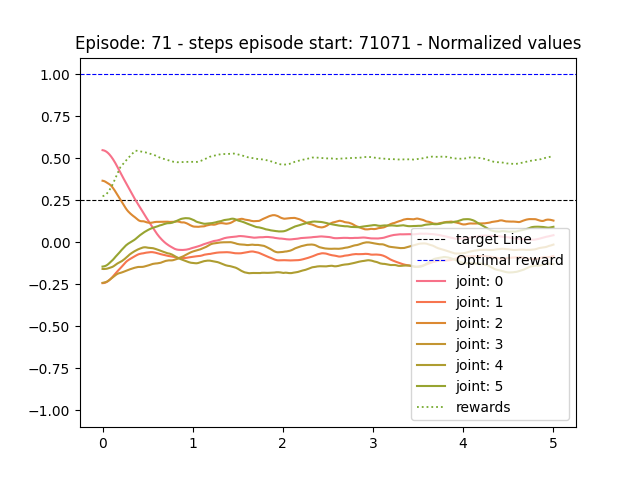 Episode: 71 - steps episode start: 71071 - Normalized values
1.00
0.75
0.50
0.25
0.00
−0.25
−0.50
−0.75
−1.00
0 1 2 3 4 5
target Line
Optimal reward
joint: 0
joint: 1
joint: 2
joint: 3
joint: 4
joint: 5
rewards